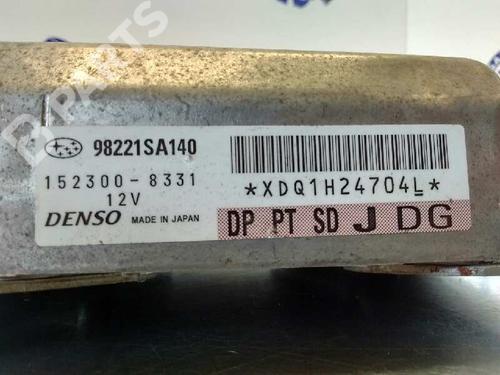 B PARTS
98221SA140
152300-8331
12V
DENSO MADE IN JAPAN
*XDQ1H24704L*
DP PT SD J DG